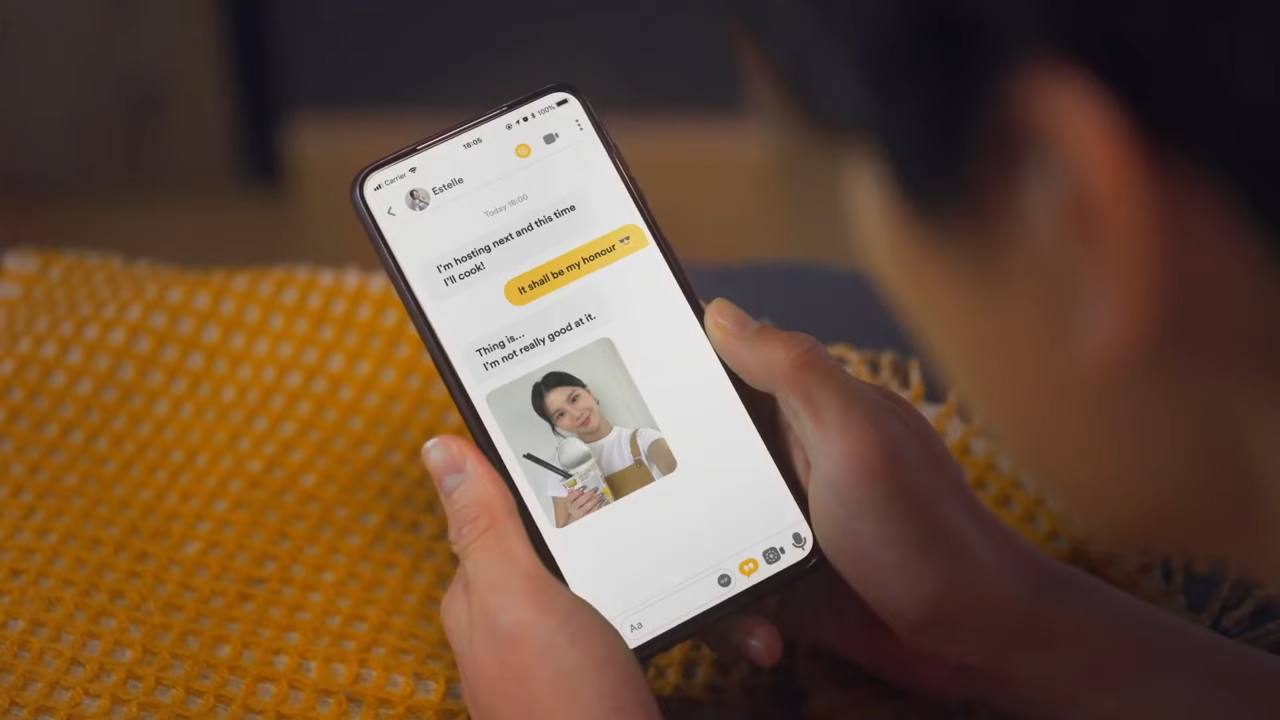 Carrier 18:05 100%
Estelle
Today 18:00
I'm hosting next and this time
I'll cook!
It shall be my honour
Thing is...
I'm not really good at it.
Aa